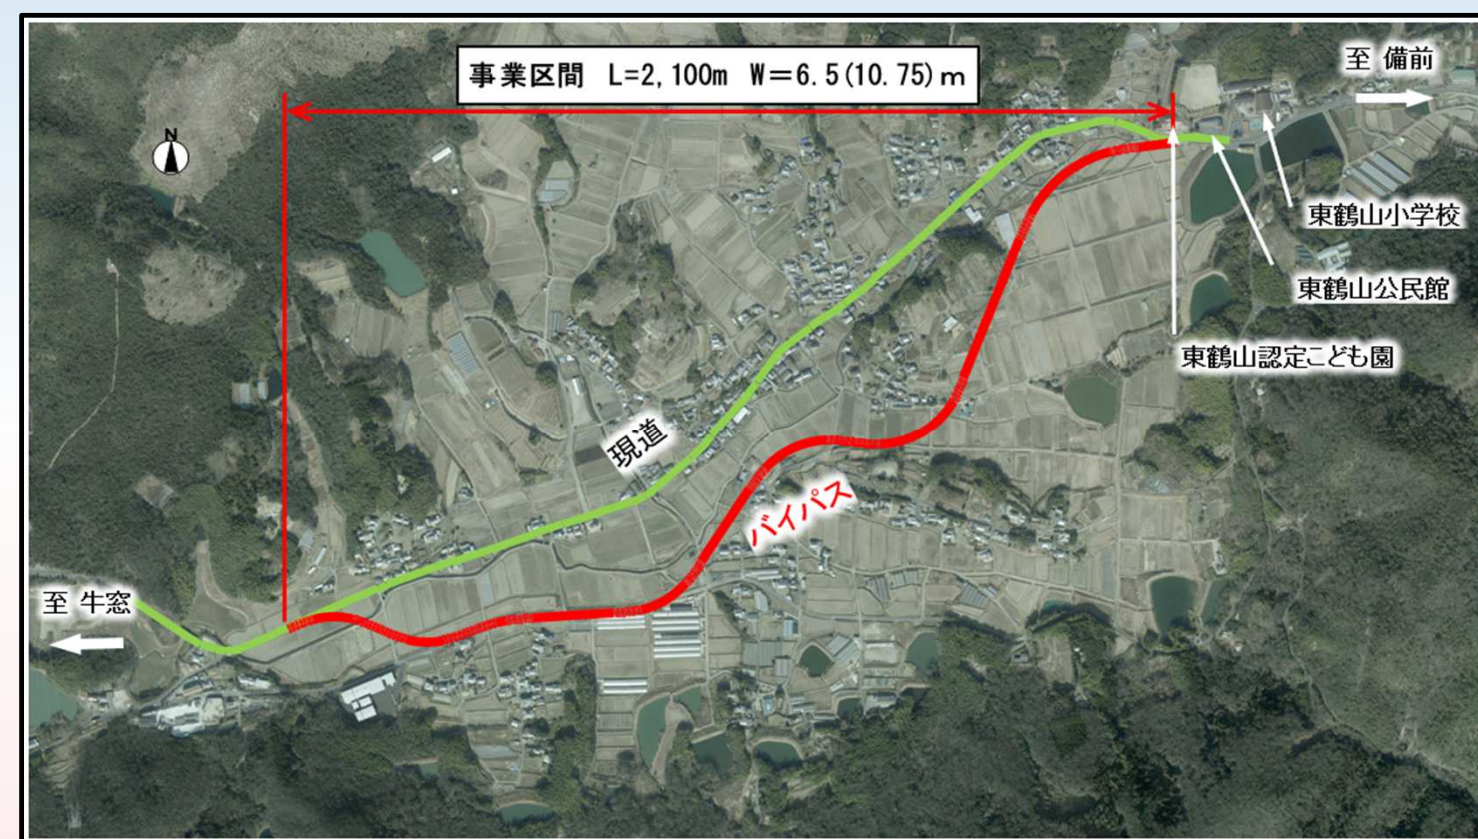 事業区間 L=2,100m W=6.5(10.75)m
至 備前
N
東鶴山小学校
東鶴山公民館
東鶴山認定こども園
現道
バイパス
至 牛窓